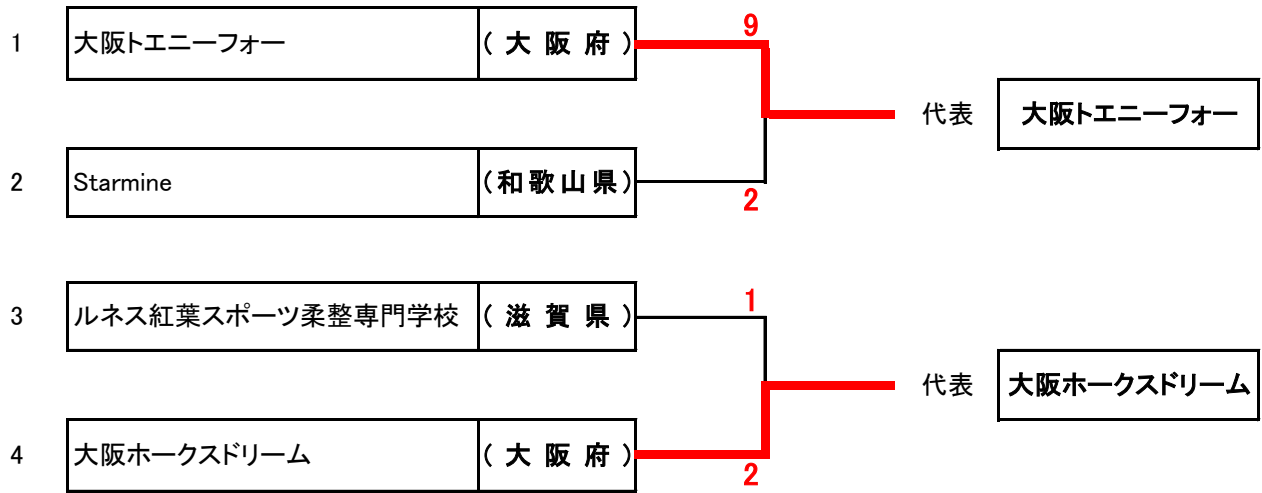 9
1 大阪トエニーフォー (大阪府)
代表 大阪トエニーフォー
2 Starmine (和歌山県)
2
1
3 ルネス紅葉スポーツ柔整専門学校 (滋賀県)
代表 大阪ホークスドリーム
4 大阪ホークスドリーム (大阪府)
2